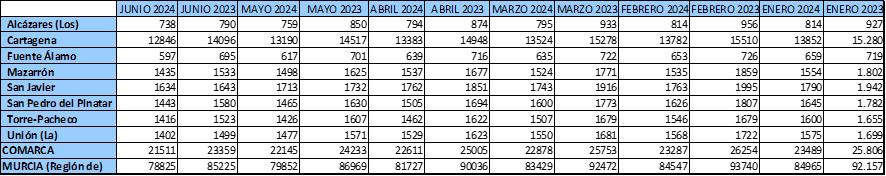 JUNIO 2024 JUNIO 2023 MAYO 2024 MAYO 2023 ABRIL 2024 ABRIL 2023 MARZO 2024 MARZO 2023 FEBRERO 2024 FEBRERO 2023 ENERO 2024 ENERO 2023
Alcázares (Los) 738 790 759 850 794 874 795 933 814 956 814 927
Cartagena 12846 14096 13190 14517 13383 14948 13524 15278 13782 15510 13852 15.280
Fuente Álamo 597 695 617 701 639 716 635 722 653 726 659 719
Mazarrón 1435 1533 1498 1625 1537 1677 1524 1771 1535 1859 1554 1.802
San Javier 1634 1643 1713 1732 1762 1851 1743 1916 1763 1995 1790 1.942
San Pedro del Pinatar 1443 1580 1465 1630 1505 1694 1600 1773 1626 1807 1645 1.782
Torre-Pacheco 1416 1523 1426 1607 1462 1622 1507 1679 1546 1679 1600 1.655
Unión (La) 1402 1499 1477 1571 1529 1623 1550 1681 1568 1722 1575 1.699
COMARCA 21511 23359 22145 24233 22611 25005 22878 25753 23287 26254 23489 25.806
MURCIA (Región de) 78825 85225 79852 86969 81727 90036 83429 92472 84547 93740 84965 92.157